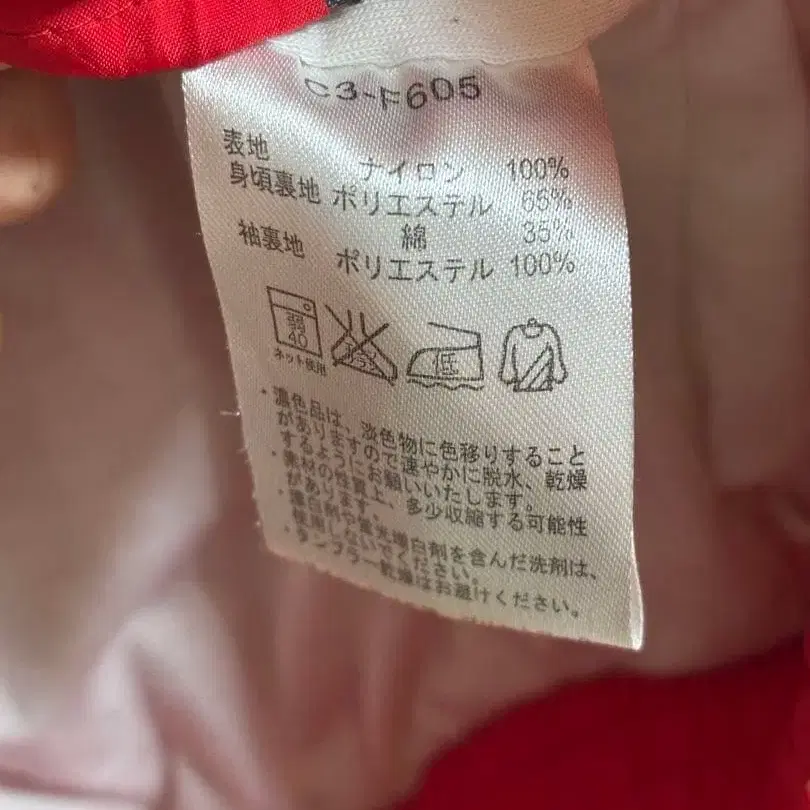 C3-F605
表地 ナイロン 100%
身頃裏地 ポリエステル 65%
綿 35%
袖裏地 ポリエステル 100%
弱
40
ネット使用
エンソ
低
・濃色品は、淡色物に色移りすること
がありますので速やかに脱水、乾燥
するようにお願いいたします。
・素材の性質上、多少収縮する可能性
があります。
・蛍白剤や蛍光増白剤を含んだ洗剤は、
使用しないでください。
・タンブラー乾燥はお避けください。